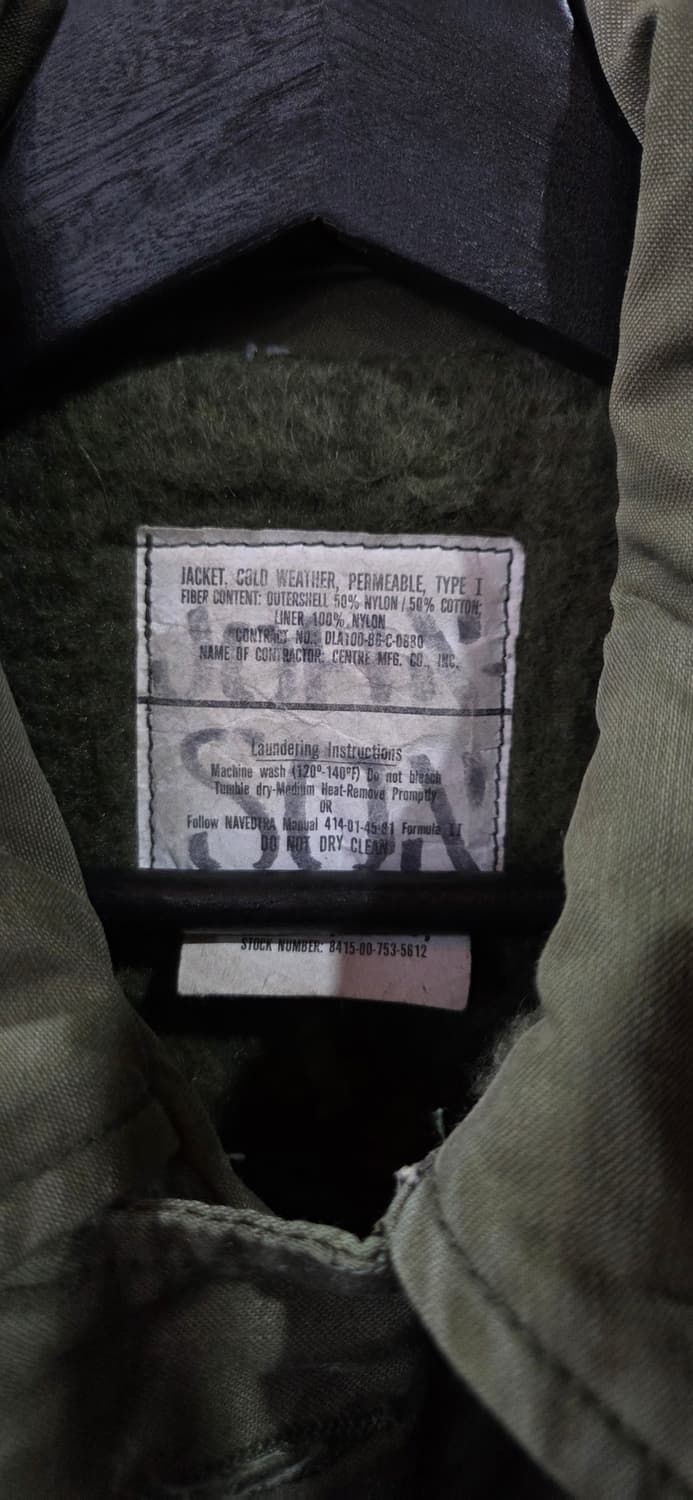 JACKET, COLD WEATHER, PERMEABLE, TYPE I
FIBER CONTENT: OUTERSHELL 50% NYLON / 50% COTTON;
LINER 100% NYLON
CONTRACT NO.: DLA100-86-C-0680
NAME OF CONTRACTOR: CENTRE MFG. CO., INC.
Laundering Instructions
Machine wash (120°-140°F) Do not bleach
Tumble dry-Medium Heat-Remove Promptly
OR
Follow NAVEDTRA Manual 414-01-45-81 Formula II
DO NOT DRY CLEAN
SON
STOCK NUMBER: 8415-00-753-5612